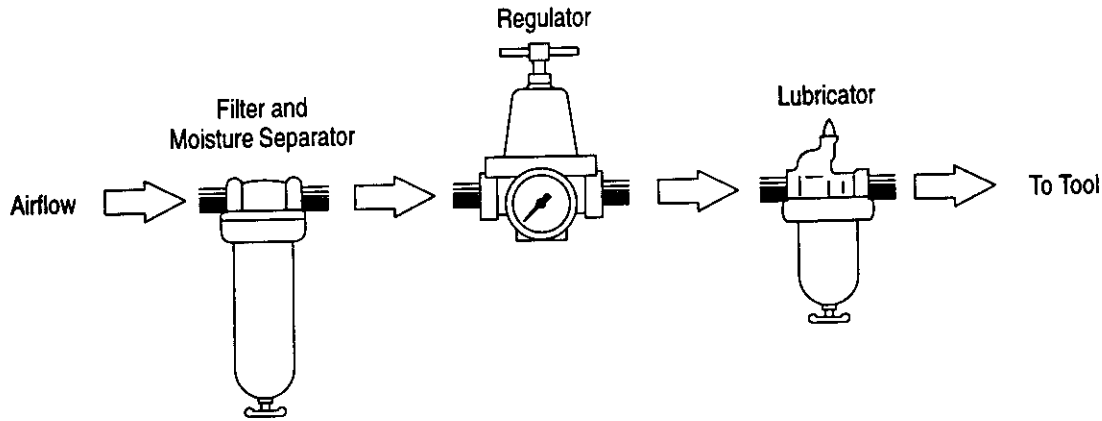 Regulator
Filter and
Moisture Separator
Lubricator
Airflow
To Tool